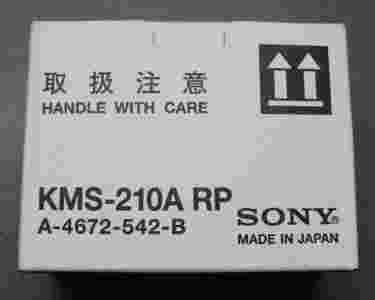 取扱注意
HANDLE WITH CARE
KMS-210A RP
A-4672-542-B
SONY®
MADE IN JAPAN